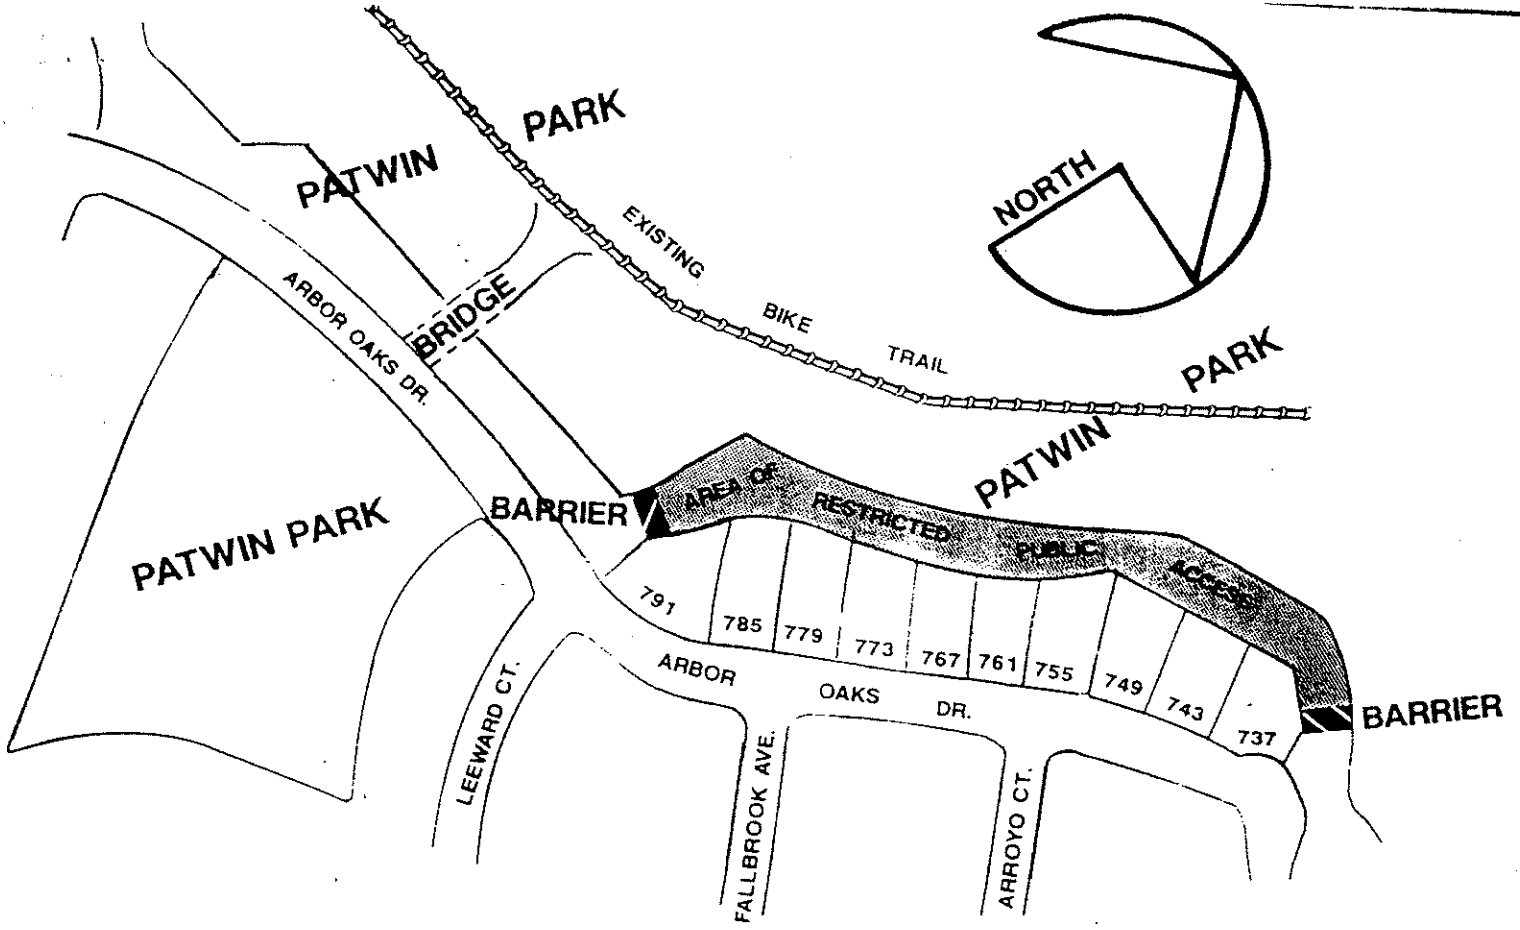 PARK
PATWIN
EXISTING
BIKE
TRAIL
NORTH
BRIDGE
ARBOR OAKS DR.
PARK
PATWIN
PATWIN PARK
BARRIER
AREA OF
RESTRICTED
PUBLIC
ACCESS
791
785
779
773
767
761
755
749
743
737
BARRIER
ARBOR
OAKS
DR.
LEEWARD CT.
FALLBROOK AVE.
ARROYO CT.